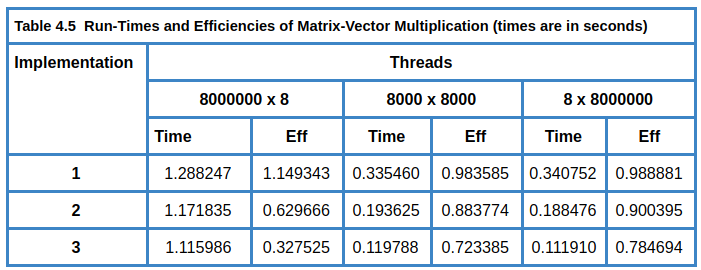 Table 4.5 Run-Times and Efficiencies of Matrix-Vector Multiplication (times are in seconds)
Implementation Threads
8000000 x 8 8000 x 8000 8 x 8000000
Time Eff Time Eff Time Eff
1 1.288247 1.149343 0.335460 0.983585 0.340752 0.988881
2 1.171835 0.629666 0.193625 0.883774 0.188476 0.900395
3 1.115986 0.327525 0.119788 0.723385 0.111910 0.784694